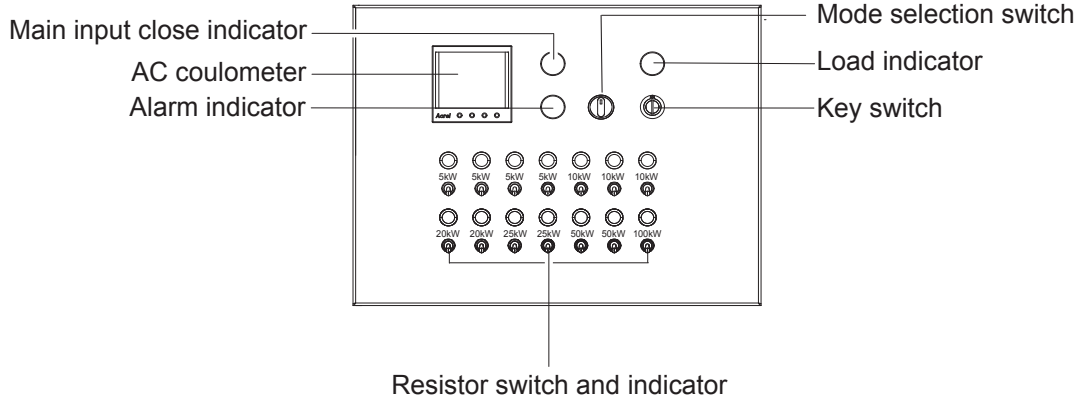 Main input close indicator
AC coulometer
Alarm indicator
Mode selection switch
Load indicator
Key switch
Acrel
5kW 5kW 5kW 5kW 10kW 10kW 10kW
20kW 20kW 25kW 25kW 50kW 50kW 100kW
Resistor switch and indicator